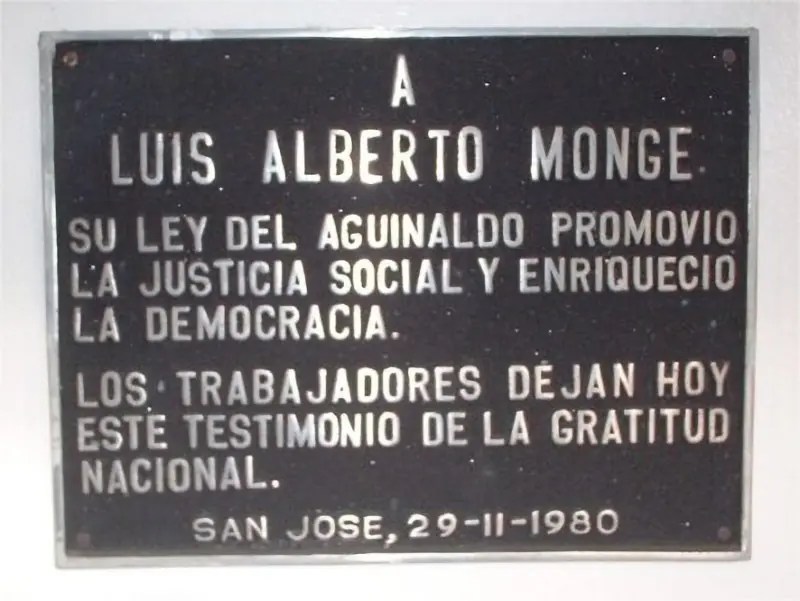 A
LUIS ALBERTO MONGE
SU LEY DEL AGUINALDO PROMOVIO
LA JUSTICIA SOCIAL Y ENRIQUECIO
LA DEMOCRACIA.
LOS TRABAJADORES DEJAN HOY
ESTE TESTIMONIO DE LA GRATITUD
NACIONAL.
SAN JOSE, 29-11-1980